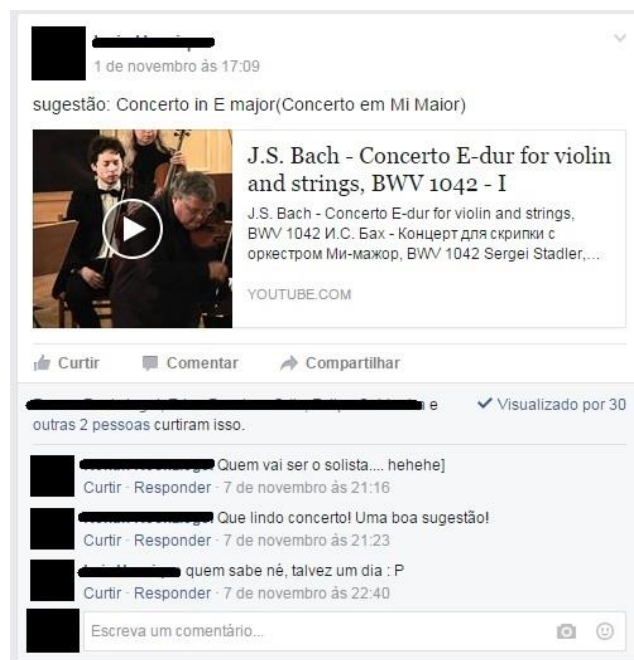 1 de novembro às 17:09
sugestão: Concerto in E major(Concerto em Mi Maior)
J.S. Bach - Concerto E-dur for violin
and strings, BWV 1042 - I
J.S. Bach - Concerto E-dur for violin and strings,
BWV 1042 И.С. Бах - Концерт для скрипки с
оркестром Ми-мажор, BWV 1042 Sergei Stadler,...
YOUTUBE.COM
Curtir Comentar Compartilhar
e Visualizado por 30
outras 2 pessoas curtiram isso.
Quem vai ser o solista.... hehehe]
Curtir · Responder · 7 de novembro às 21:16
Que lindo concerto! Uma boa sugestão!
Curtir · Responder · 7 de novembro às 21:23
quem sabe né, talvez um dia : P
Curtir · Responder · 7 de novembro às 22:40
Escreva um comentário...